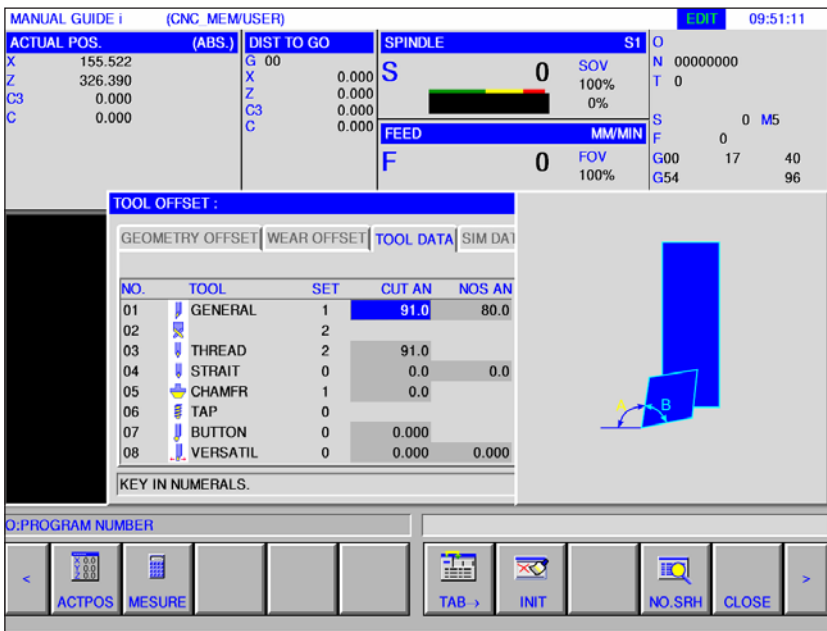 MANUAL GUIDE i (CNC_MEM/USER) EDIT 09:51:11
ACTUAL POS. (ABS.)
X 155.522
Z 326.390
C3 0.000
C 0.000
DIST TO GO
G 00
X 0.000
Z 0.000
C3 0.000
C 0.000
SPINDLE S1
S 0 SOV
100%
0%
FEED MM/MIN
F 0 FOV
100%
O
N 00000000
T 0
S 0 M5
F 0
G00 17 40
G54 96
TOOL OFFSET :
GEOMETRY OFFSET WEAR OFFSET TOOL DATA SIM DAT
NO. TOOL SET CUT AN NOS AN
01 GENERAL 1 91.0 80.0
02 2
03 THREAD 2 91.0
04 STRAIT 0 0.0 0.0
05 CHAMFR 1 0.0
06 TAP 0
07 BUTTON 0 0.000
08 VERSATIL 0 0.000 0.000
KEY IN NUMERALS.
A B
O:PROGRAM NUMBER
< ACTPOS MESURE TAB→ INIT NO.SRH CLOSE >